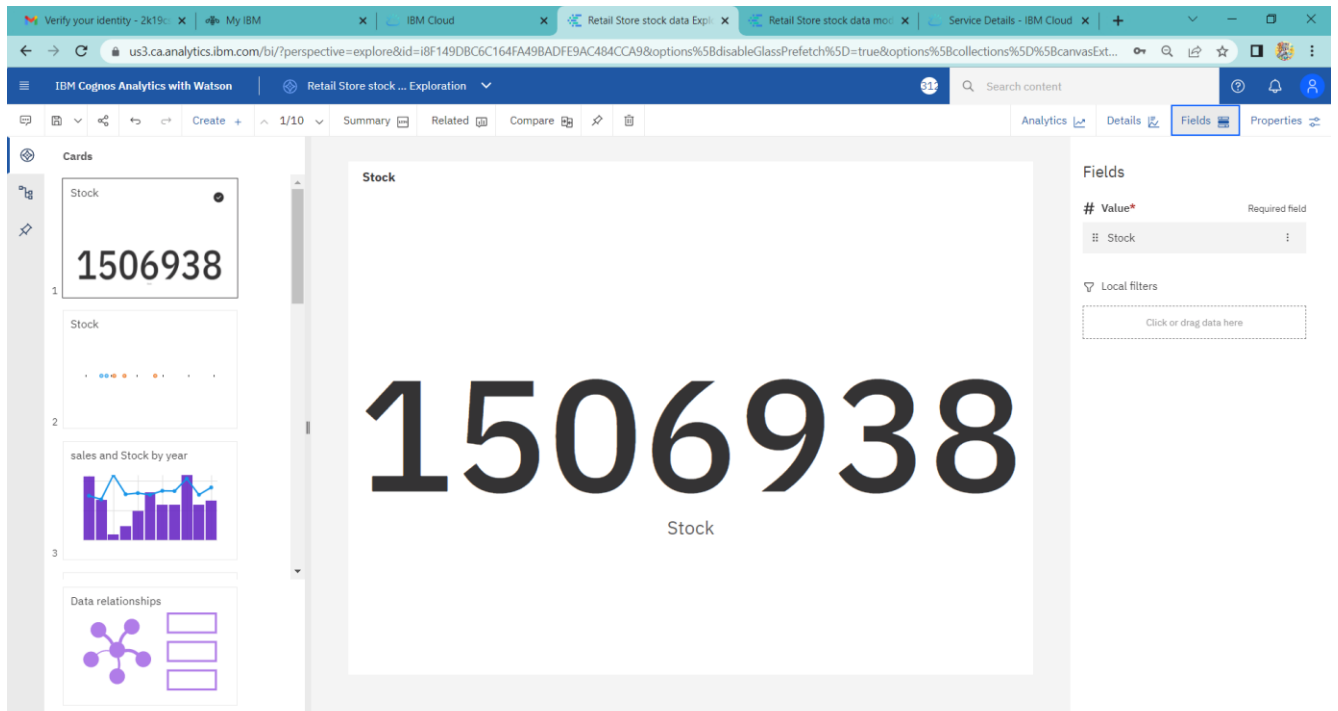 Verify your identity - 2k19c
My IBM
IBM Cloud
Retail Store stock data Expl
Retail Store stock data mod
Service Details - IBM Cloud
us3.ca.analytics.ibm.com/bi/?perspective=explore&id=i8F149DBC6C164FA49BADFE9AC484CCA9&options%5BdisableGlassPrefetch%5D=true&options%5Bcollections%5D%5BcanvasExt...
IBM Cognos Analytics with Watson
Retail Store stock ... Exploration
312
Search content
Create +
1/10
Summary
Related
Compare
Analytics
Details
Fields
Properties
Cards
Stock
1506938
1
Stock
2
sales and Stock by year
3
Data relationships
Stock
1506938
Stock
Fields
# Value*
Required field
Stock
Local filters
Click or drag data here